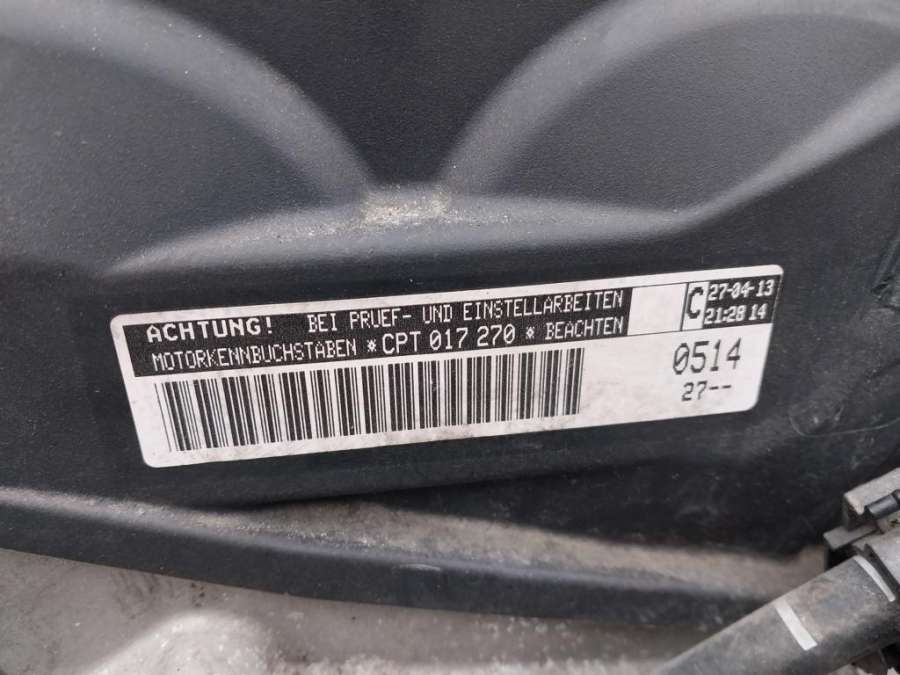 ACHTUNG! BEI PRUEF- UND EINSTELLARBEITEN
MOTORKENNBUCHSTABEN *CPT 017 270* BEACHTEN
C
27-04-13
21:28 14
0514
27--